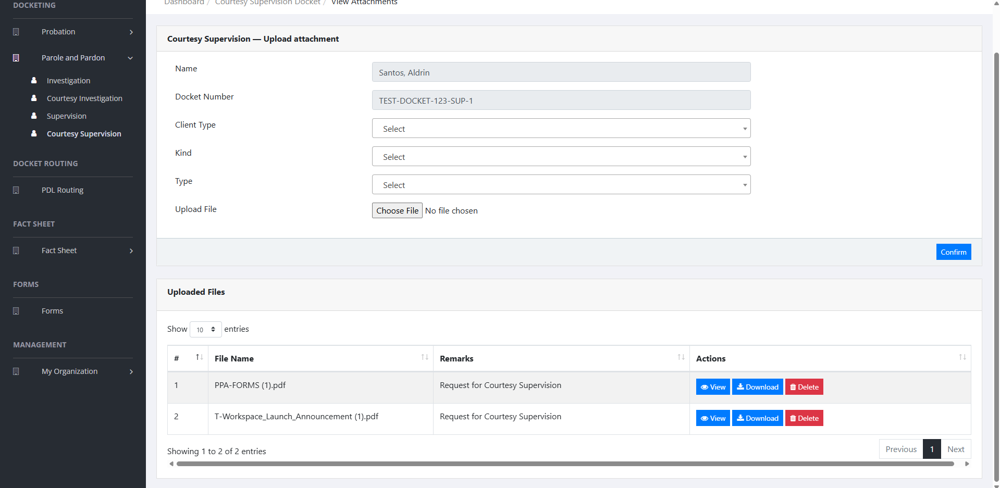 DOCKETING
Probation
Parole and Pardon
Investigation
Courtesy Investigation
Supervision
Courtesy Supervision
DOCKET ROUTING
PDL Routing
FACT SHEET
Fact Sheet
FORMS
Forms
MANAGEMENT
My Organization
Dashboard / Courtesy Supervision Docket / View Attachments
Courtesy Supervision — Upload attachment
Name Santos, Aldrin
Docket Number TEST-DOCKET-123-SUP-1
Client Type Select
Kind Select
Type Select
Upload File Choose File No file chosen
Confirm
Uploaded Files
Show 10 entries
# File Name Remarks Actions
1 PPA-FORMS (1).pdf Request for Courtesy Supervision View Download Delete
2 T-Workspace_Launch_Announcement (1).pdf Request for Courtesy Supervision View Download Delete
Showing 1 to 2 of 2 entries
Previous 1 Next